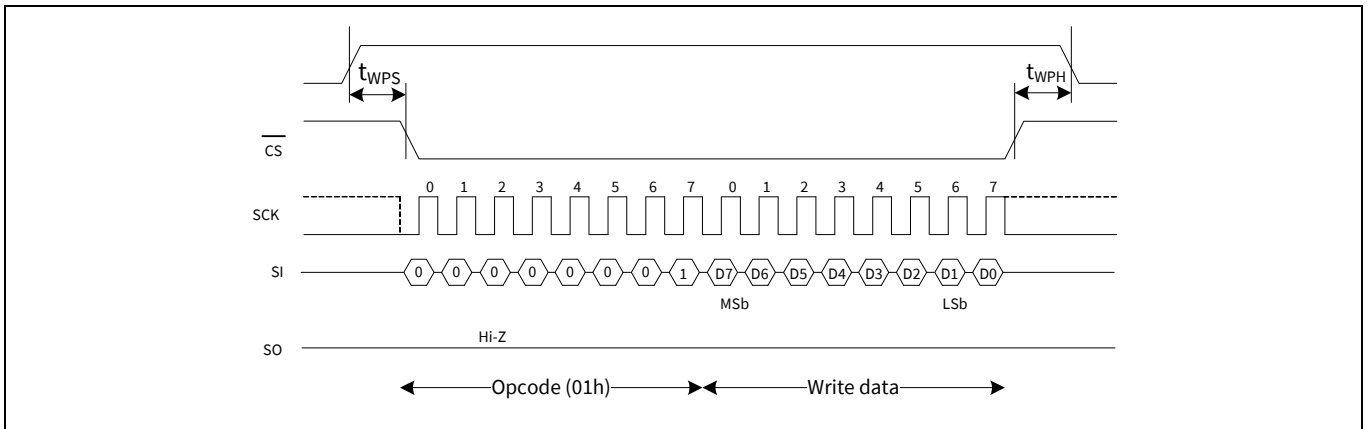 tWPS tWPH
CS
0 1 2 3 4 5 6 7 0 1 2 3 4 5 6 7
SCK
SI 0 0 0 0 0 0 0 1 D7 D6 D5 D4 D3 D2 D1 D0
MSb LSb
Hi-Z
SO
Opcode (01h) Write data